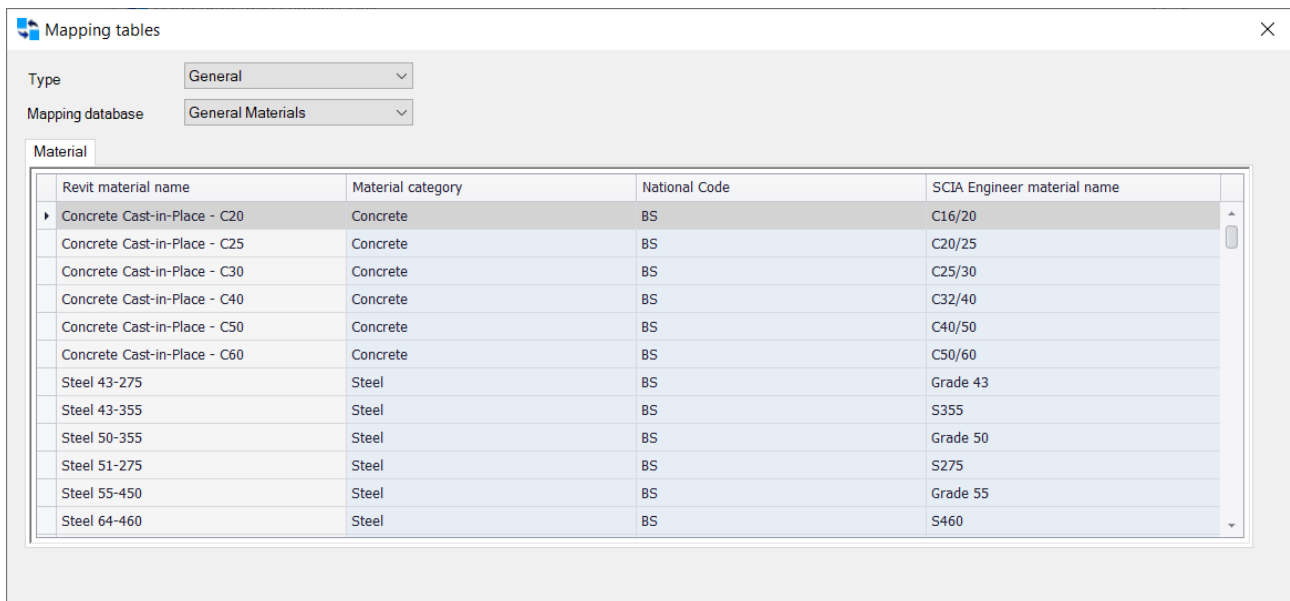 Mapping tables
Type General
Mapping database General Materials
Material
Revit material name Material category National Code SCIA Engineer material name
Concrete Cast-in-Place - C20 Concrete BS C16/20
Concrete Cast-in-Place - C25 Concrete BS C20/25
Concrete Cast-in-Place - C30 Concrete BS C25/30
Concrete Cast-in-Place - C40 Concrete BS C32/40
Concrete Cast-in-Place - C50 Concrete BS C40/50
Concrete Cast-in-Place - C60 Concrete BS C50/60
Steel 43-275 Steel BS Grade 43
Steel 43-355 Steel BS S355
Steel 50-355 Steel BS Grade 50
Steel 51-275 Steel BS S275
Steel 55-450 Steel BS Grade 55
Steel 64-460 Steel BS S460